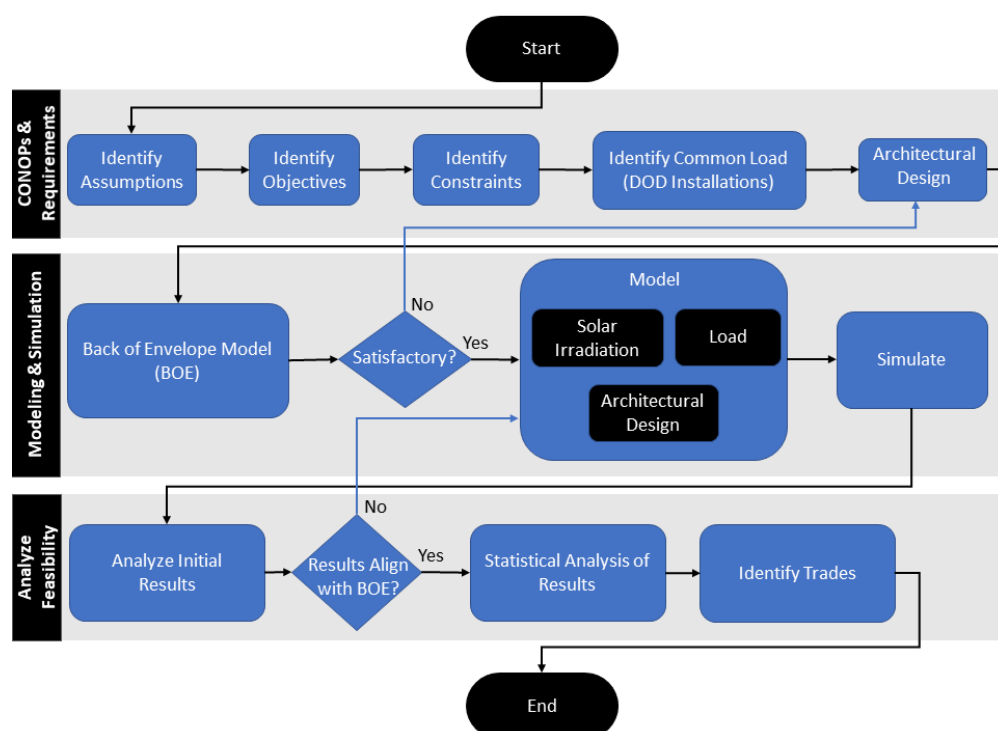 Start
CONOPs &
Requirements
Identify
Assumptions
Identify
Objectives
Identify
Constraints
Identify Common Load
(DOD Installations)
Architectural
Design
Modeling & Simulation
Back of Envelope Model
(BOE)
No
Satisfactory?
Yes
Model
Solar
Irradiation
Load
Architectural
Design
Simulate
Analyze
Feasibility
Analyze Initial
Results
No
Results Align
with BOE?
Yes
Statistical Analysis of
Results
Identify Trades
End